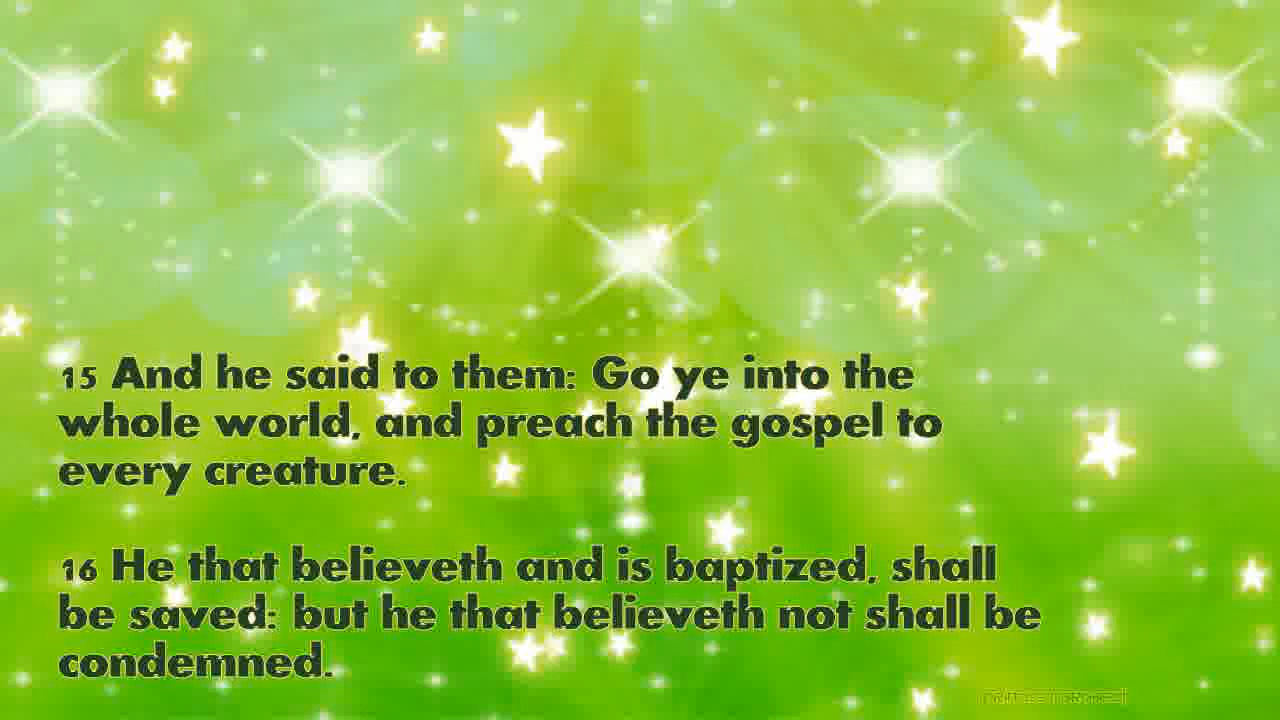 15 And he said to them: Go ye into the
whole world, and preach the gospel to
every creature.
16 He that believeth and is baptized, shall
be saved: but he that believeth not shall be
condemned.